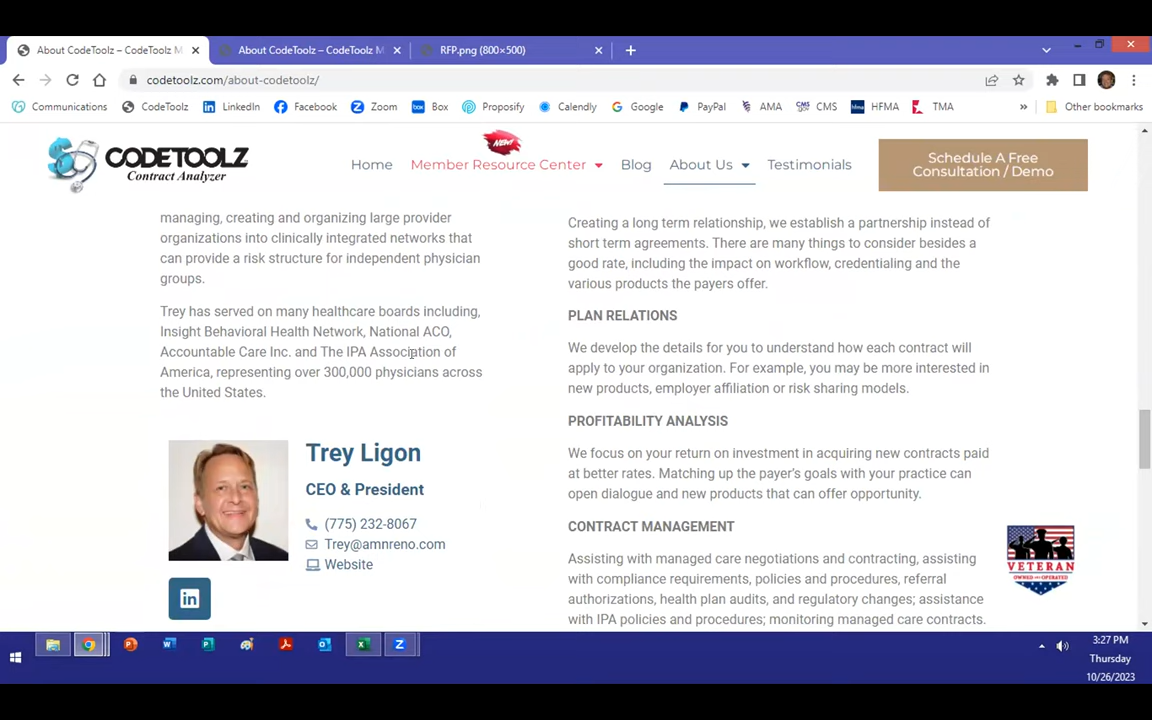 About CodeToolz – CodeToolz M
About CodeToolz – CodeToolz M
RFP.png (800×500)
codetoolz.com/about-codetoolz/
Communications
CodeToolz
LinkedIn
Facebook
Zoom
Box
Proposify
Calendly
Google
PayPal
AMA
CMS
HFMA
TMA
Other bookmarks
CODETOOLZ
Contract Analyzer
NEW!
Home
Member Resource Center
Blog
About Us
Testimonials
Schedule A Free
Consultation / Demo
managing, creating and organizing large provider
organizations into clinically integrated networks that
can provide a risk structure for independent physician
groups.
Trey has served on many healthcare boards including,
Insight Behavioral Health Network, National ACO,
Accountable Care Inc. and The IPA Association of
America, representing over 300,000 physicians across
the United States.
Trey Ligon
CEO & President
(775) 232-8067
Trey@amnreno.com
Website
Creating a long term relationship, we establish a partnership instead of
short term agreements. There are many things to consider besides a
good rate, including the impact on workflow, credentialing and the
various products the payers offer.
PLAN RELATIONS
We develop the details for you to understand how each contract will
apply to your organization. For example, you may be more interested in
new products, employer affiliation or risk sharing models.
PROFITABILITY ANALYSIS
We focus on your return on investment in acquiring new contracts paid
at better rates. Matching up the payer's goals with your practice can
open dialogue and new products that can offer opportunity.
CONTRACT MANAGEMENT
Assisting with managed care negotiations and contracting, assisting
with compliance requirements, policies and procedures, referral
authorizations, health plan audits, and regulatory changes; assistance
with IPA policies and procedures; monitoring managed care contracts.
VETERAN
OWNED AND OPERATED
3:27 PM
Thursday
10/26/2023